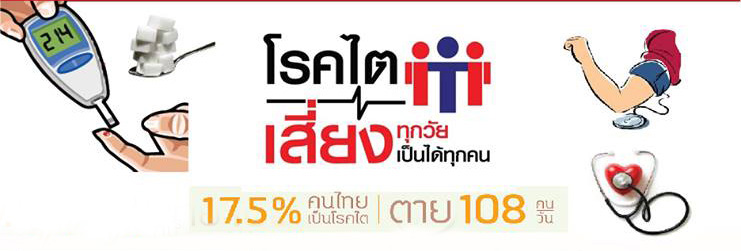 214
โรคไต
เสี่ยง ทุกวัย
เป็นได้ทุกคน
17.5% คนไทย
เป็นโรคไต
ตาย 108 คน
วัน